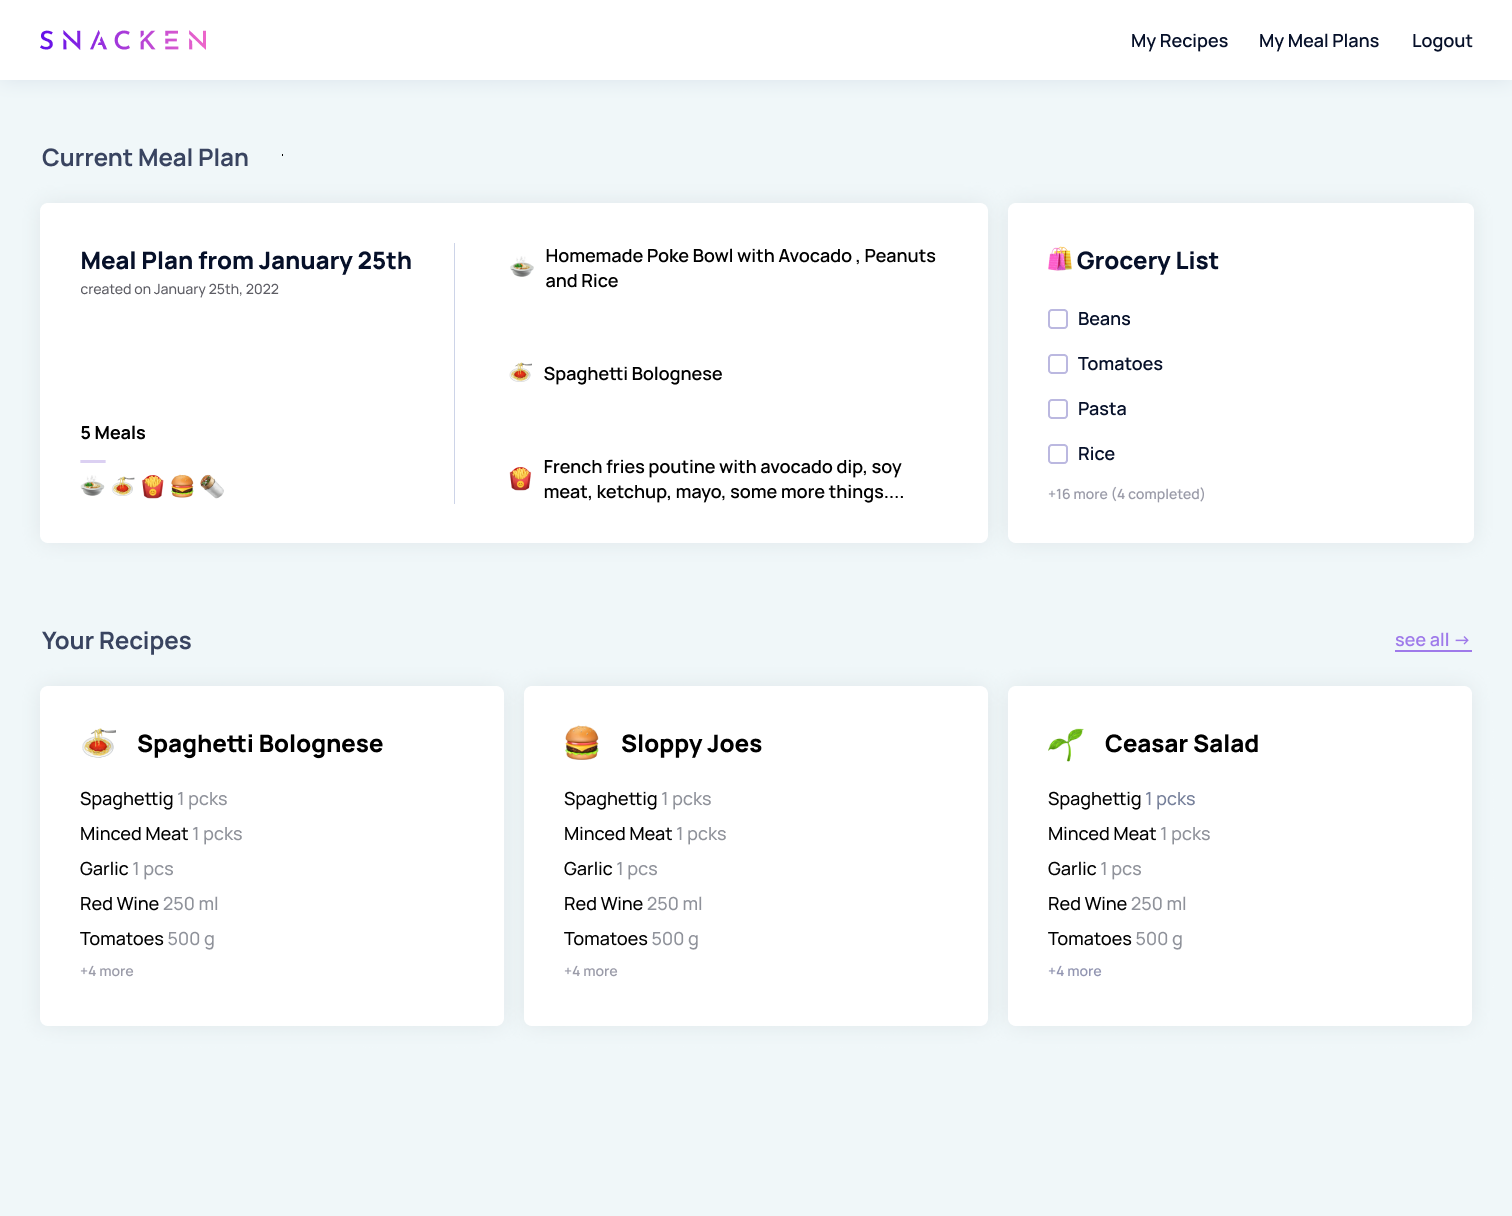 SNACKEN
My Recipes My Meal Plans Logout
Current Meal Plan
Meal Plan from January 25th
created on January 25th, 2022
5 Meals
Homemade Poke Bowl with Avocado , Peanuts
and Rice
Spaghetti Bolognese
French fries poutine with avocado dip, soy
meat, ketchup, mayo, some more things....
Grocery List
Beans
Tomatoes
Pasta
Rice
+16 more (4 completed)
Your Recipes
see all →
Spaghetti Bolognese
Spaghettig 1 pcks
Minced Meat 1 pcks
Garlic 1 pcs
Red Wine 250 ml
Tomatoes 500 g
+4 more
Sloppy Joes
Spaghettig 1 pcks
Minced Meat 1 pcks
Garlic 1 pcs
Red Wine 250 ml
Tomatoes 500 g
+4 more
Ceasar Salad
Spaghettig 1 pcks
Minced Meat 1 pcks
Garlic 1 pcs
Red Wine 250 ml
Tomatoes 500 g
+4 more